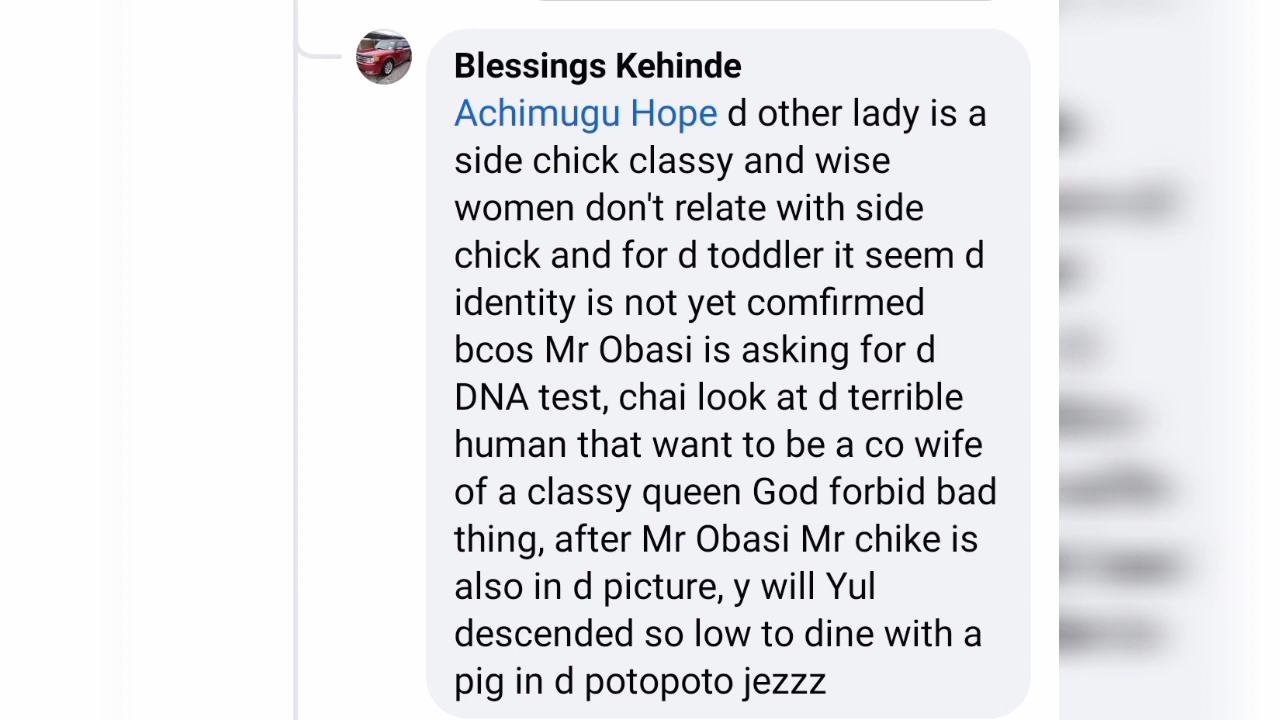 Blessings Kehinde
Achimugu Hope d other lady is a
side chick classy and wise
women don't relate with side
chick and for d toddler it seem d
identity is not yet comfirmed
bcos Mr Obasi is asking for d
DNA test, chai look at d terrible
human that want to be a co wife
of a classy queen God forbid bad
thing, after Mr Obasi Mr chike is
also in d picture, y will Yul
descended so low to dine with a
pig in d potopoto jezzz